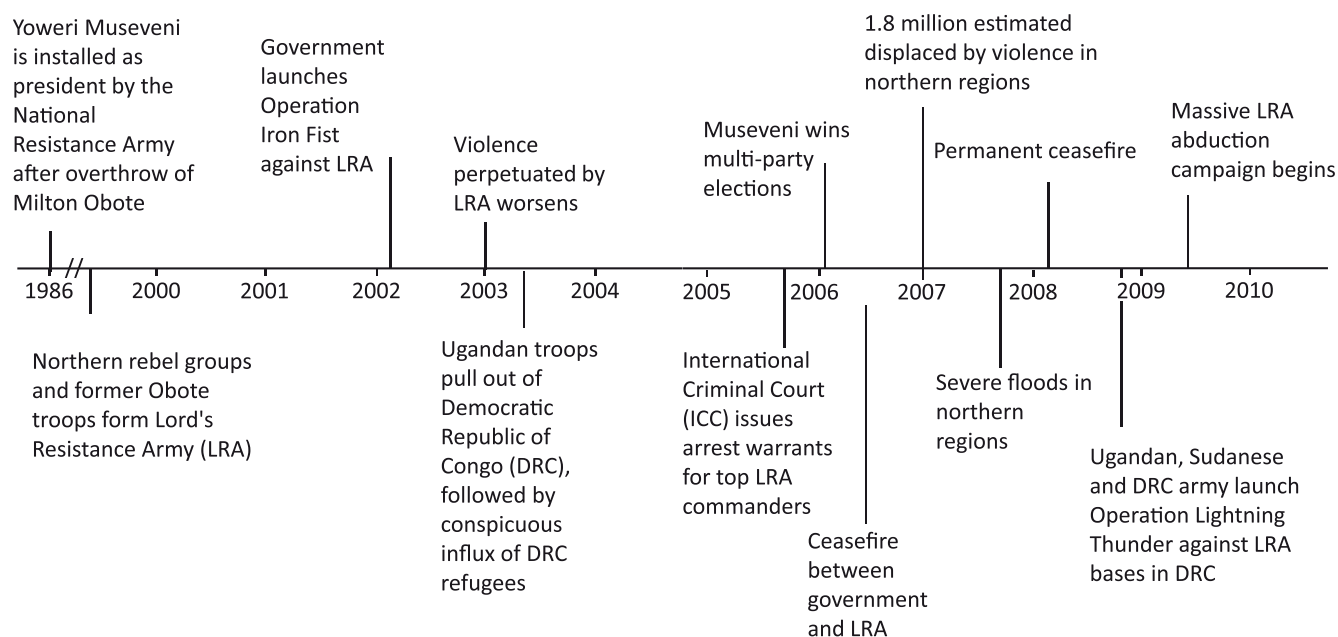 Yoweri Museveni
is installed as
president by the
National
Resistance Army
after overthrow of
Milton Obote
Government
launches
Operation
Iron Fist
against LRA
Violence
perpetuated by
LRA worsens
Museveni wins
multi-party
elections
1.8 million estimated
displaced by violence in
northern regions
Permanent ceasefire
Massive LRA
abduction
campaign begins
1986 // 2000 2001 2002 2003 2004 2005 2006 2007 2008 2009 2010
Northern rebel groups
and former Obote
troops form Lord's
Resistance Army (LRA)
Ugandan troops
pull out of
Democratic
Republic of
Congo (DRC),
followed by
conspicuous
influx of DRC
refugees
International
Criminal Court
(ICC) issues
arrest warrants
for top LRA
commanders
Ceasefire
between
government
and LRA
Severe floods in
northern
regions
Ugandan, Sudanese
and DRC army launch
Operation Lightning
Thunder against LRA
bases in DRC